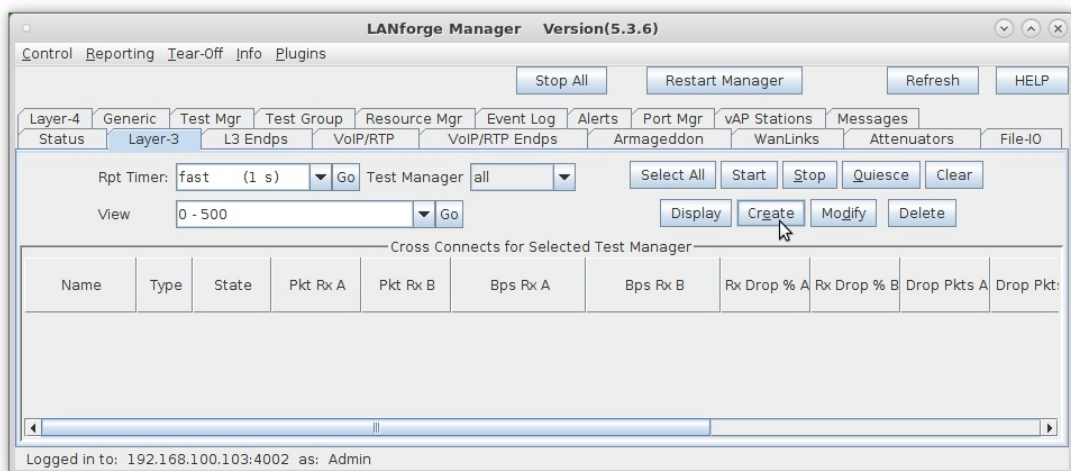 LANforge Manager Version(5.3.6)
Control Reporting Tear-Off Info Plugins
Stop All Restart Manager Refresh HELP
Layer-4 Generic Test Mgr Test Group Resource Mgr Event Log Alerts Port Mgr vAP Stations Messages
Status Layer-3 L3 Endps VoIP/RTP VoIP/RTP Endps Armageddon WanLinks Attenuators File-IO
Rpt Timer: fast (1 s) Go Test Manager all Select All Start Stop Quiesce Clear
View 0 - 500 Go Display Create Modify Delete
Cross Connects for Selected Test Manager
Name Type State Pkt Rx A Pkt Rx B Bps Rx A Bps Rx B Rx Drop % A Rx Drop % B Drop Pkts A Drop Pkts
Logged in to: 192.168.100.103:4002 as: Admin